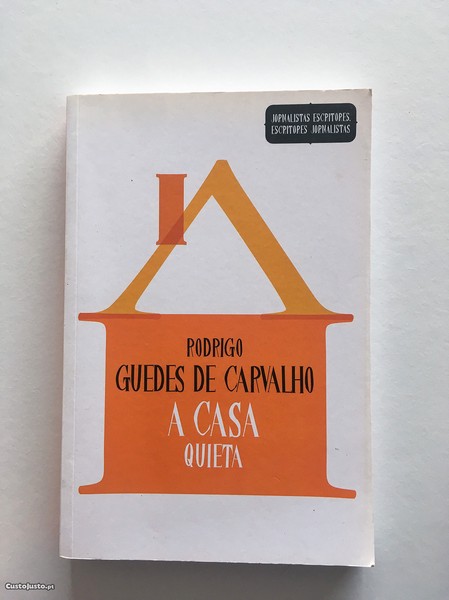 JORNALISTAS ESCRITORES,
ESCRITORES JORNALISTAS
RODRIGO
GUEDES DE CARVALHO
A CASA
QUIETA
CustoJusto.pt